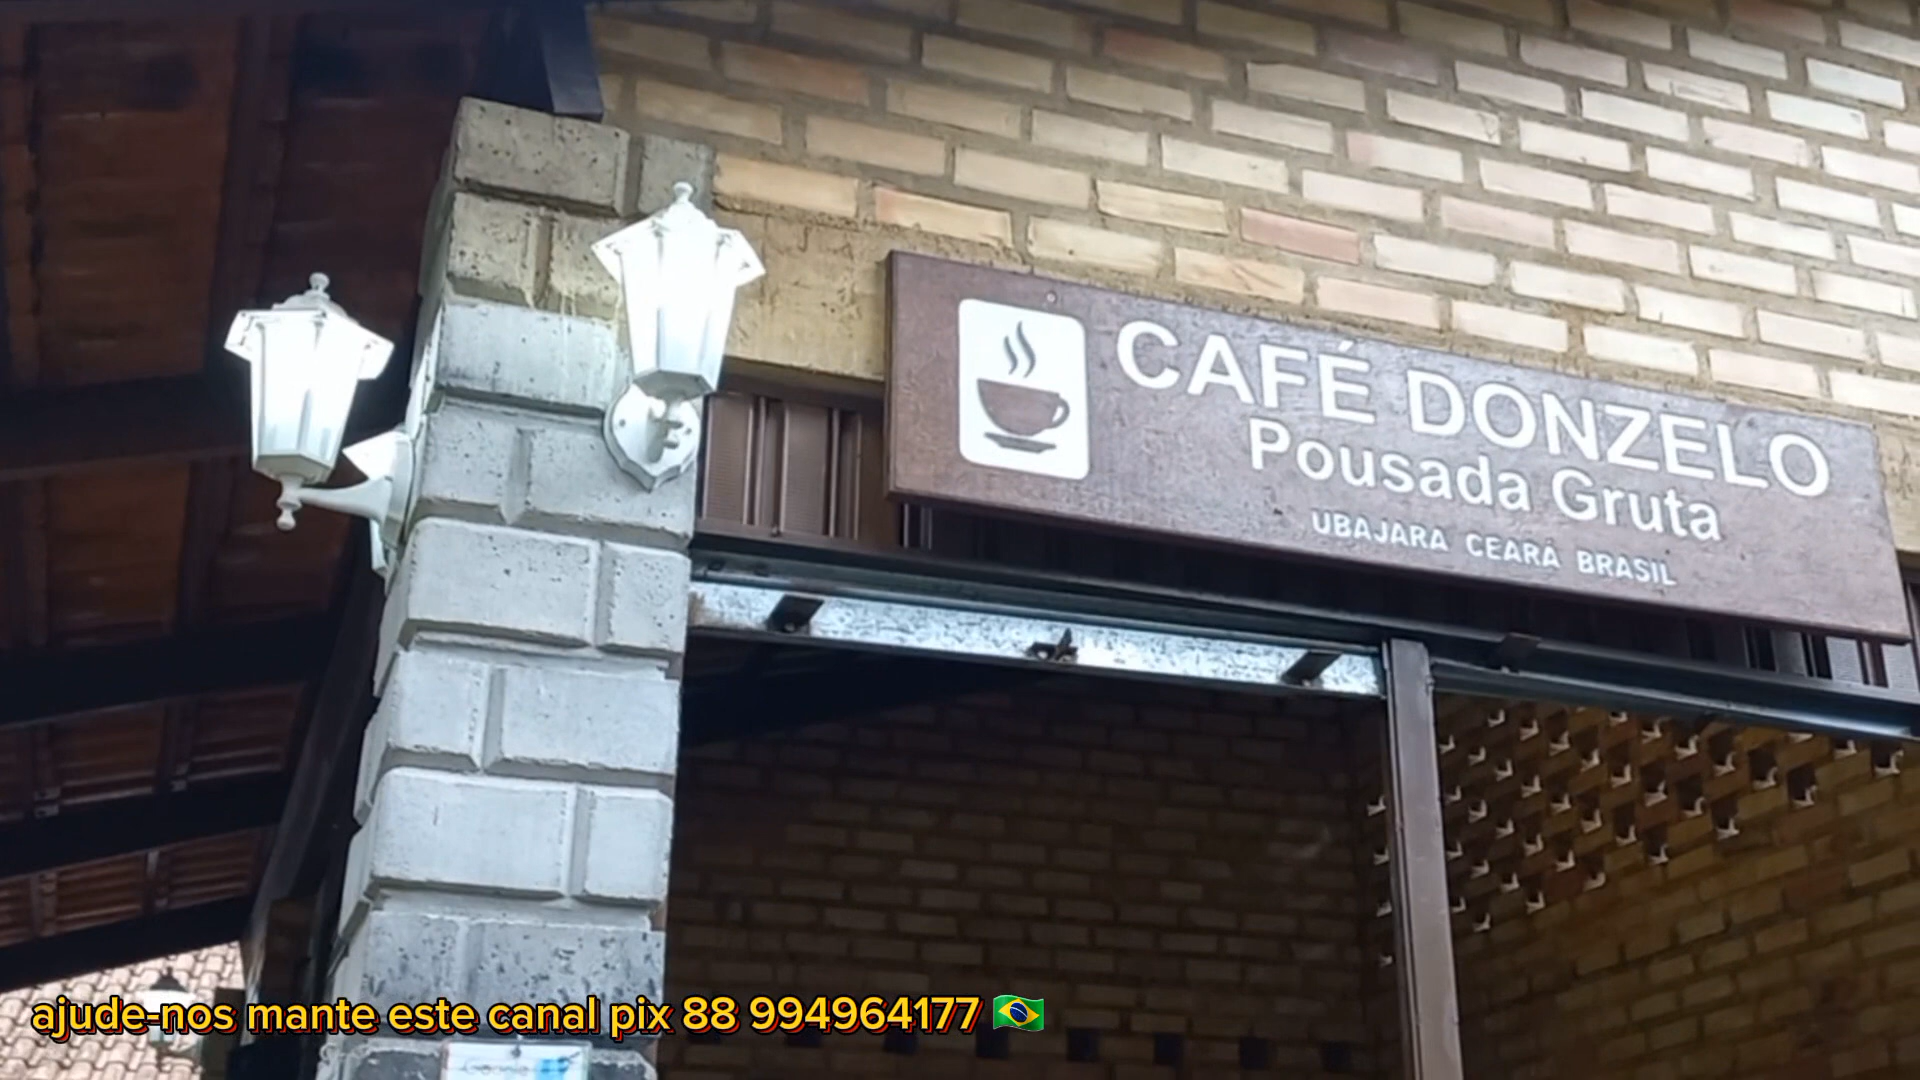 CAFÉ DONZELO
Pousada Gruta
UBAJARA CEARÁ BRASIL
ajude-nos mante este canal pix 88 994964177